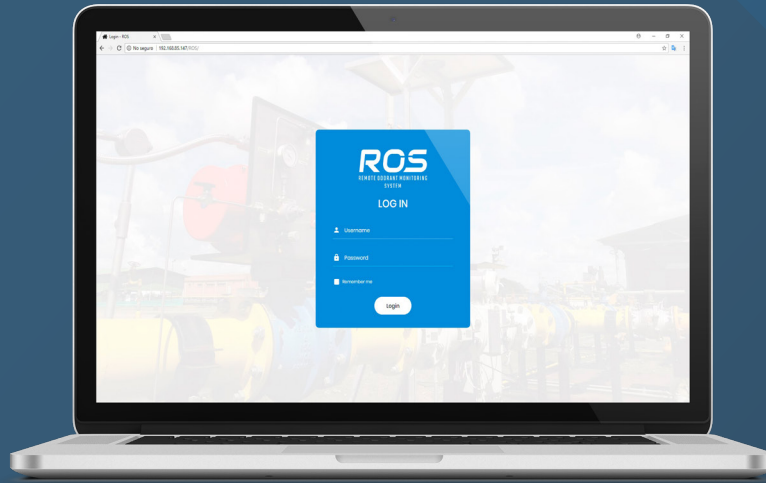 Login - ROS
No seguro | 192.168.85.147/ROS/
ROS
REMOTE ODORANT MONITORING
SYSTEM
LOG IN
Username
Password
Remember me
Login